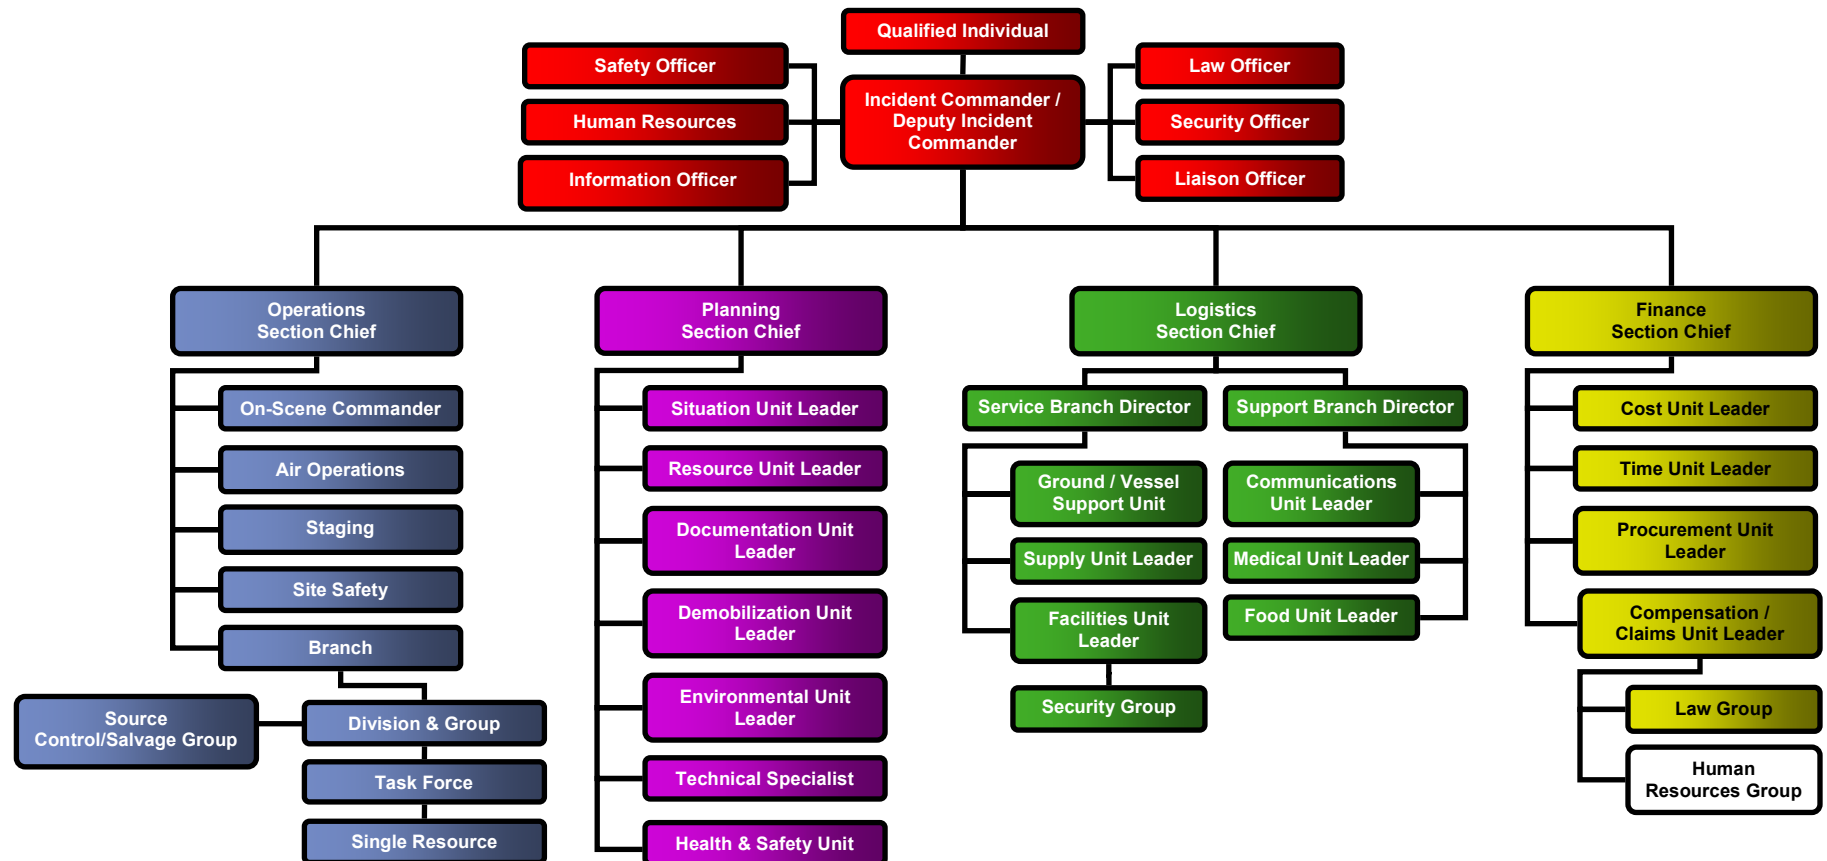 Qualified Individual
Safety Officer
Human Resources
Information Officer
Incident Commander /
Deputy Incident
Commander
Law Officer
Security Officer
Liaison Officer
Operations
Section Chief
On-Scene Commander
Air Operations
Staging
Site Safety
Branch
Source
Control/Salvage Group
Division & Group
Task Force
Single Resource
Planning
Section Chief
Situation Unit Leader
Resource Unit Leader
Documentation Unit
Leader
Demobilization Unit
Leader
Environmental Unit
Leader
Technical Specialist
Health & Safety Unit
Logistics
Section Chief
Service Branch Director
Ground / Vessel
Support Unit
Supply Unit Leader
Facilities Unit
Leader
Security Group
Support Branch Director
Communications
Unit Leader
Medical Unit Leader
Food Unit Leader
Finance
Section Chief
Cost Unit Leader
Time Unit Leader
Procurement Unit
Leader
Compensation /
Claims Unit Leader
Law Group
Human
Resources Group